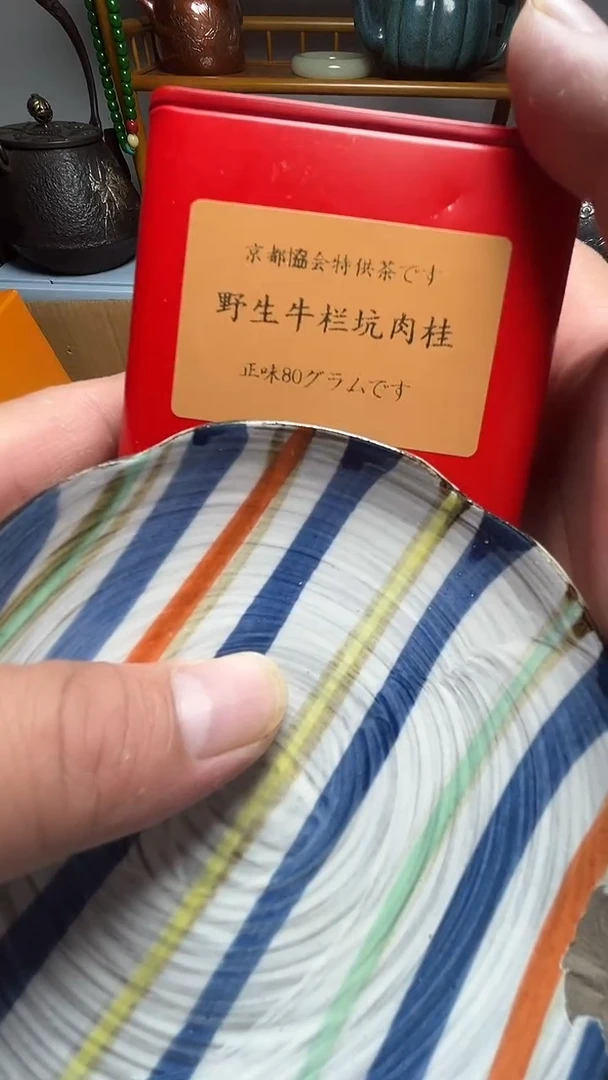 京都協会特供茶です
野生牛栏坑肉桂
正味80グラムです